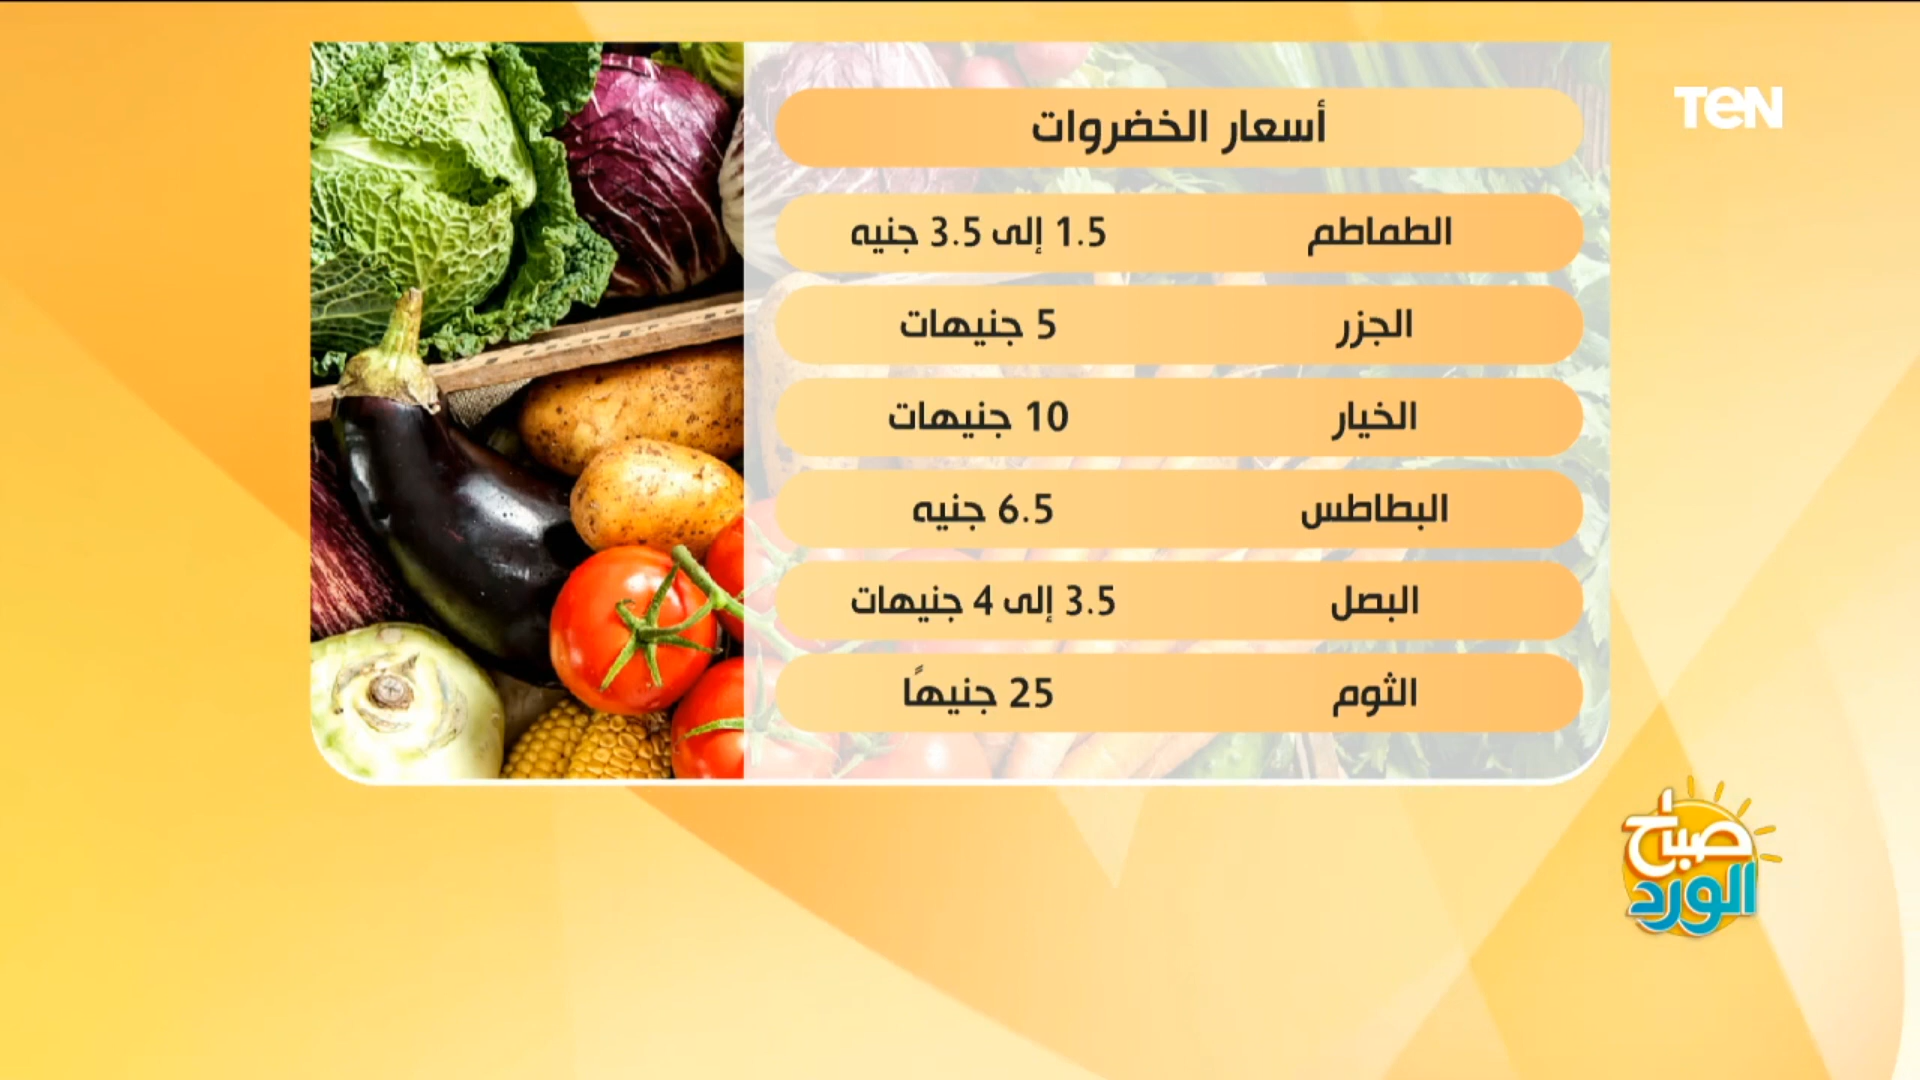 TEN
أسعار الخضروات
الطماطم 1.5 إلى 3.5 جنيه
الجزر 5 جنيهات
الخيار 10 جنيهات
البطاطس 6.5 جنيه
البصل 3.5 إلى 4 جنيهات
الثوم 25 جنيهًا
صباح
الورد